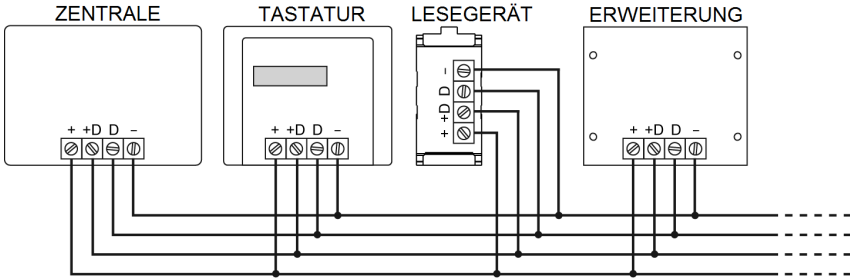 ZENTRALE
TASTATUR
LESEGERÄT
ERWEITERUNG
+ +D D –
+ +D D –
–
D
+D
+
+ +D D –